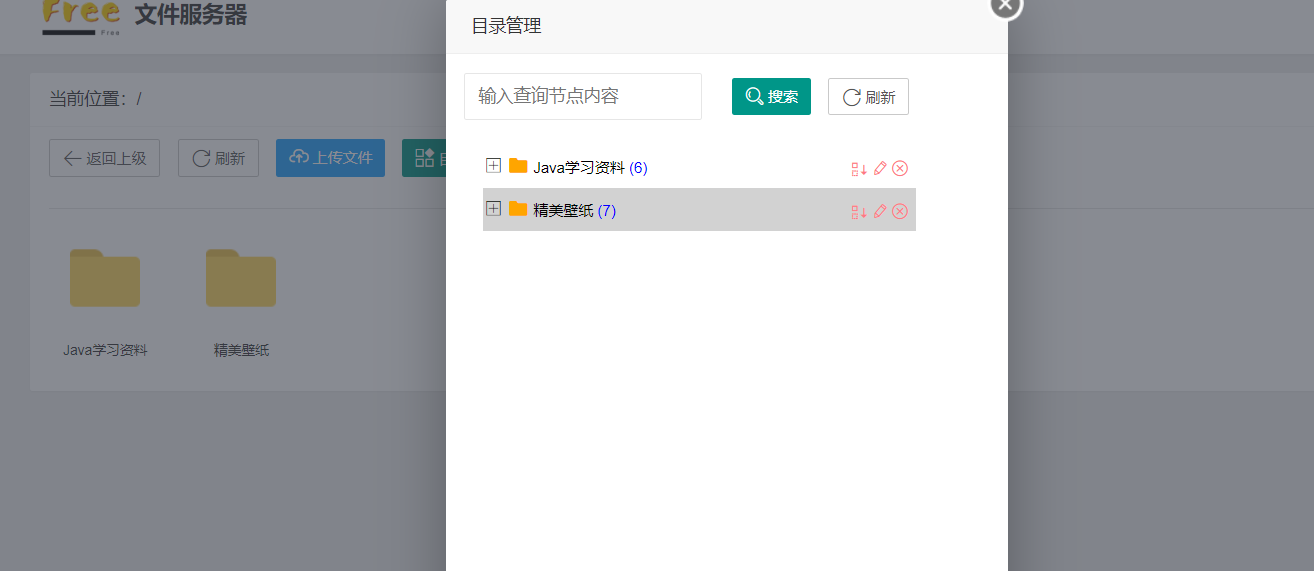 Free 文件服务器
Free
当前位置：/
返回上级 刷新 上传文件
Java学习资料 精美壁纸
目录管理
输入查询节点内容 搜索 刷新
Java学习资料 (6)
精美壁纸 (7)